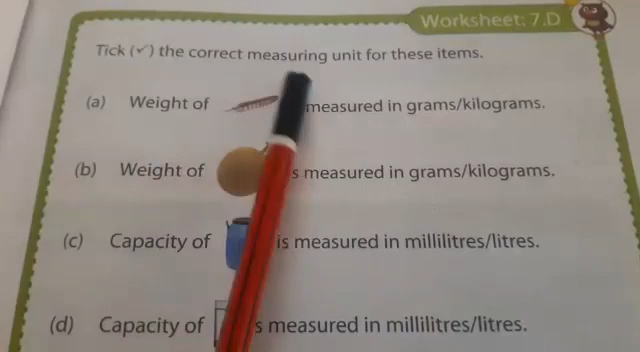 Worksheet: 7.D
Tick (✓) the correct measuring unit for these items.
(a) Weight of measured in grams/kilograms.
(b) Weight of s measured in grams/kilograms.
(c) Capacity of is measured in millilitres/litres.
(d) Capacity of s measured in millilitres/litres.